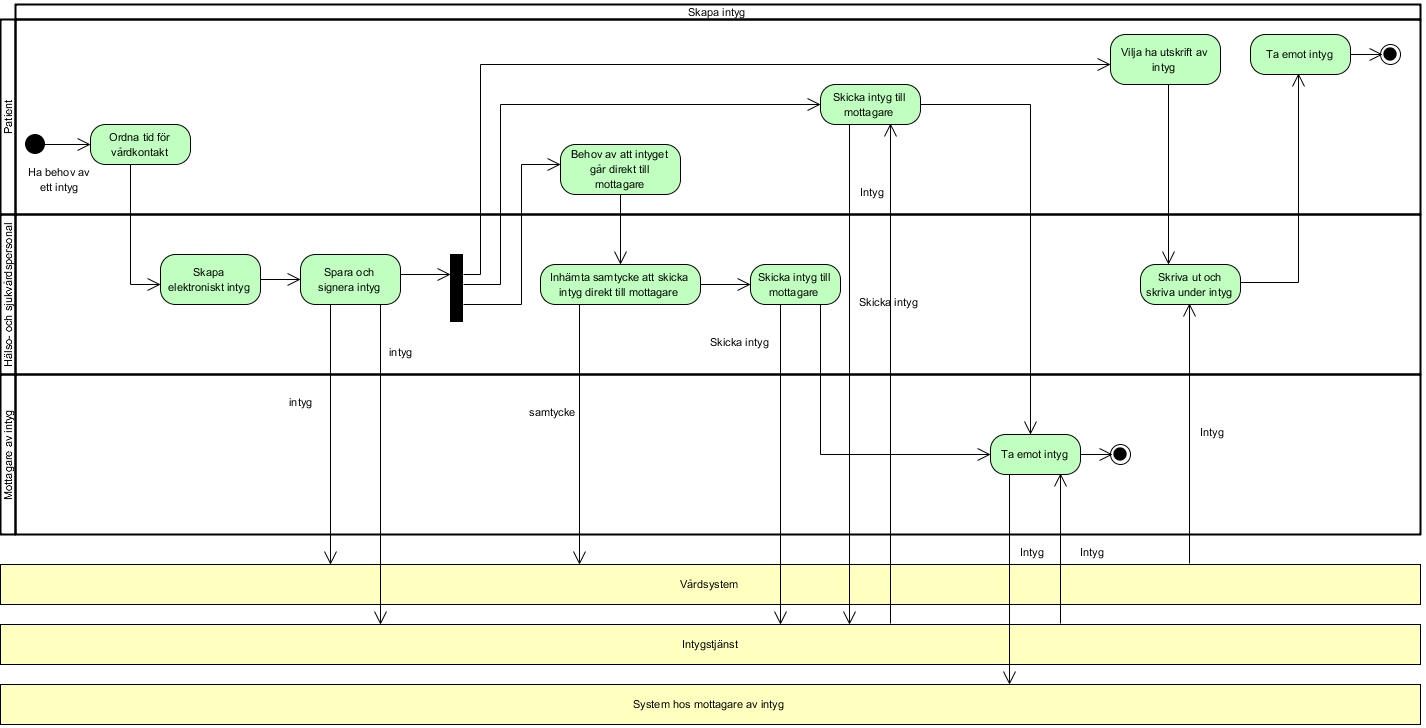 Skapa intyg
Patient
Ha behov av
ett intyg
Ordna tid för
vårdkontakt
Behov av att intyget
går direkt till
mottagare
Skicka intyg till
mottagare
Intyg
Vilja ha utskrift av
intyg
Ta emot intyg
Hälso- och sjukvårdspersonal
Skapa
elektroniskt intyg
Spara och
signera intyg
Inhämta samtycke att skicka
intyg direkt till mottagare
Skicka intyg till
mottagare
Skriva ut och
skriva under intyg
Skicka intyg
Skicka intyg
intyg
Mottagare av intyg
intyg
samtycke
Ta emot intyg
Intyg
Intyg
Intyg
Vårdsystem
Intygstjänst
System hos mottagare av intyg